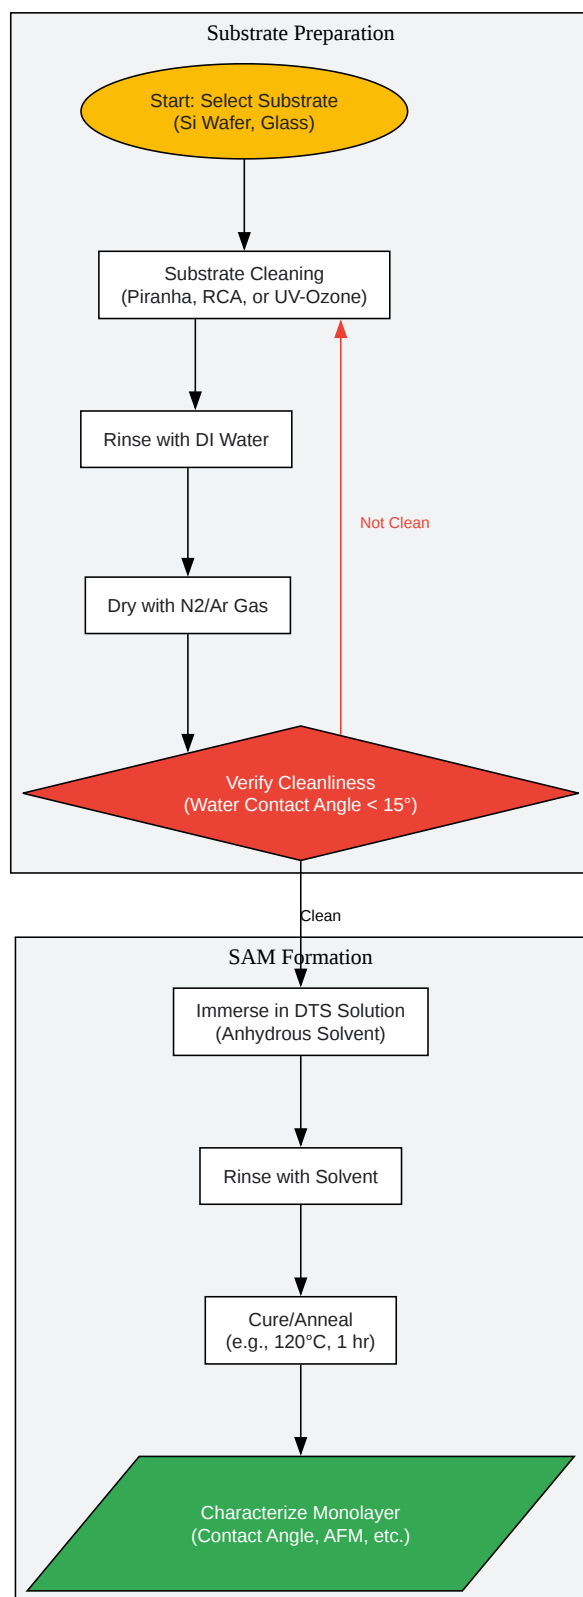 Substrate Preparation
Start: Select Substrate
(Si Wafer, Glass)
Substrate Cleaning
(Piranha, RCA, or UV-Ozone)
Rinse with DI Water
Not Clean
Dry with N2/Ar Gas
Verify Cleanliness
(Water Contact Angle < 15°)
Clean
SAM Formation
Immerse in DTS Solution
(Anhydrous Solvent)
Rinse with Solvent
Cure/Anneal
(e.g., 120°C, 1 hr)
Characterize Monolayer
(Contact Angle, AFM, etc.)